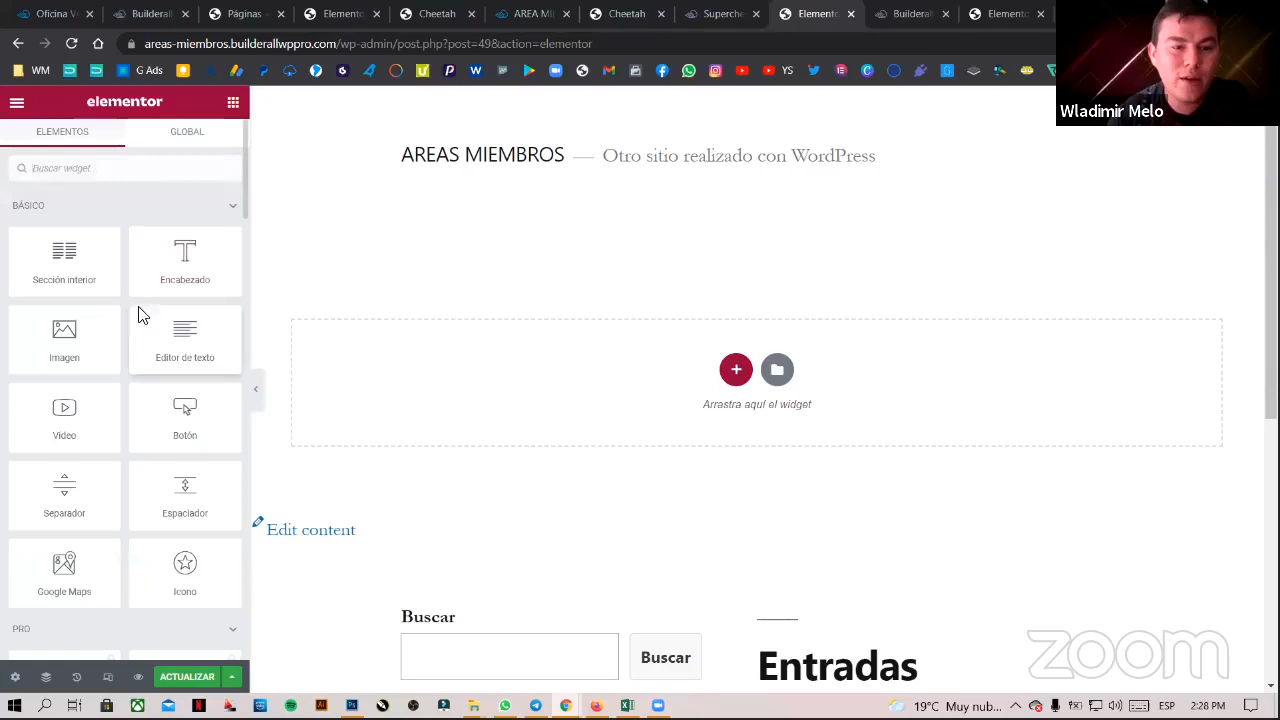 Oficina V
Builderall
Páginas
Elemento
Cheetah
AREA Mi
Cheetah
Superche
Elemento
Builderall
Elemento
areas-miembros.builderallwppro.com/wp-admin/post.php?post=49&action=elementor
WM
G Ads
YS
Wladimir Melo
elementor
ELEMENTOS
GLOBAL
Buscar widget...
BÁSICO
Sección interior
Encabezado
Imagen
Editor de texto
Vídeo
Botón
Separador
Espaciador
Google Maps
Icono
PRO
ACTUALIZAR
AREAS MIEMBROS — Otro sitio realizado con WordPress
Arrastra aquí el widget
Edit content
Buscar
Buscar
Entradas
zoom
19°C Muy nub...
ESP
2:28 PM